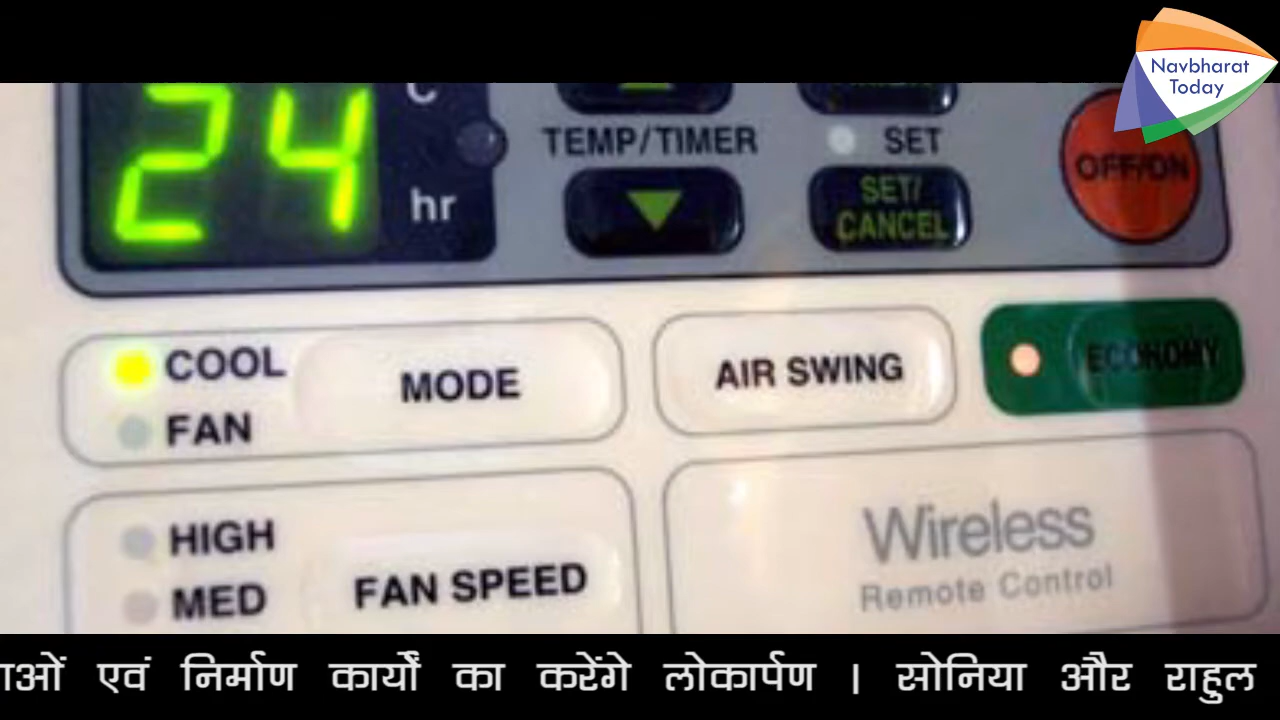 Navbharat
Today
24
C
hr
TEMP/TIMER
SET
SET/
CANCEL
OFF/ON
COOL
FAN
MODE
AIR SWING
ECONOMY
HIGH
MED
FAN SPEED
Wireless
Remote Control
एवं निर्माण कार्यों का करेंगे लोकार्पण । सोनिया और राहुल